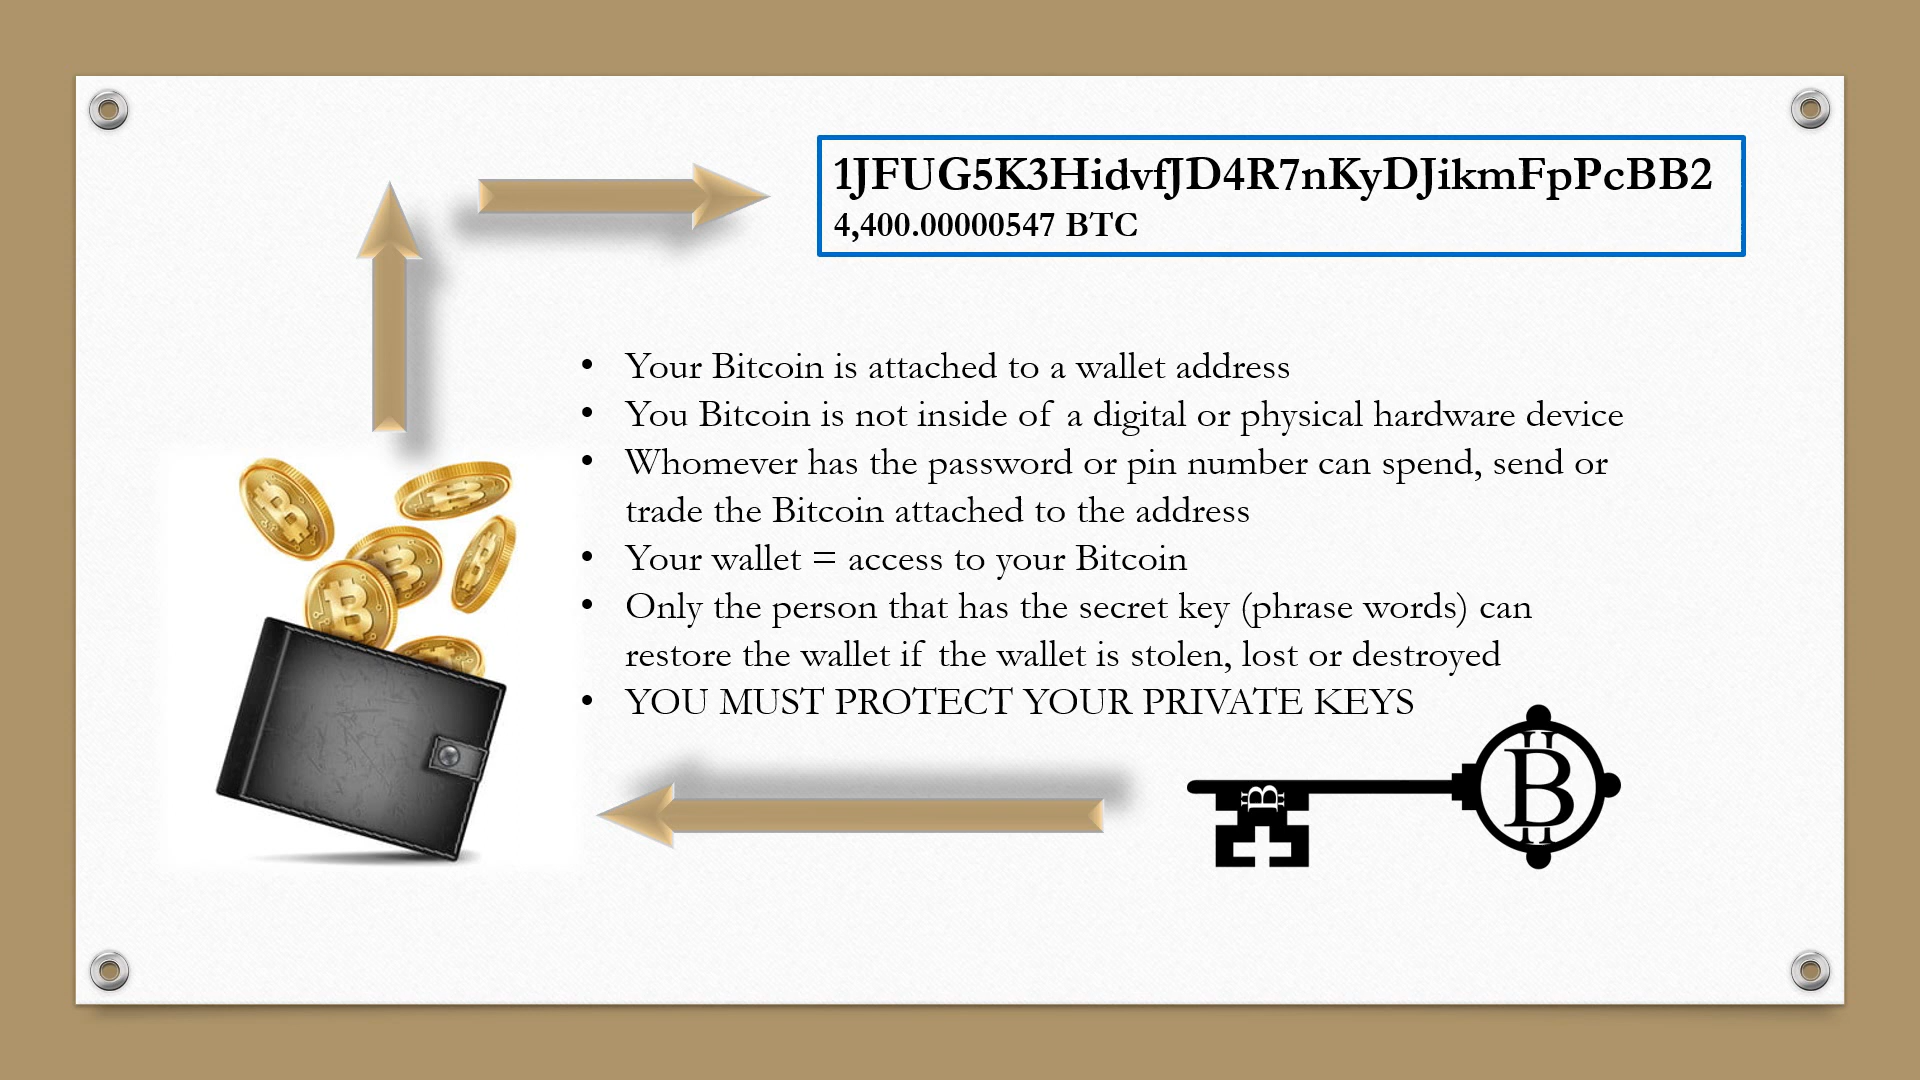 1JFUG5K3HidvfJD4R7nKyDJikmFpPcBB2
4,400.00000547 BTC
• Your Bitcoin is attached to a wallet address
• You Bitcoin is not inside of a digital or physical hardware device
• Whomever has the password or pin number can spend, send or
trade the Bitcoin attached to the address
• Your wallet = access to your Bitcoin
• Only the person that has the secret key (phrase words) can
restore the wallet if the wallet is stolen, lost or destroyed
• YOU MUST PROTECT YOUR PRIVATE KEYS